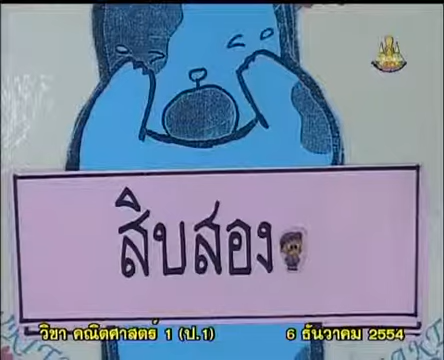 สิบสอง
วิชา คณิตศาสตร์ 1 (ป.1) 6 ธันวาคม 2554